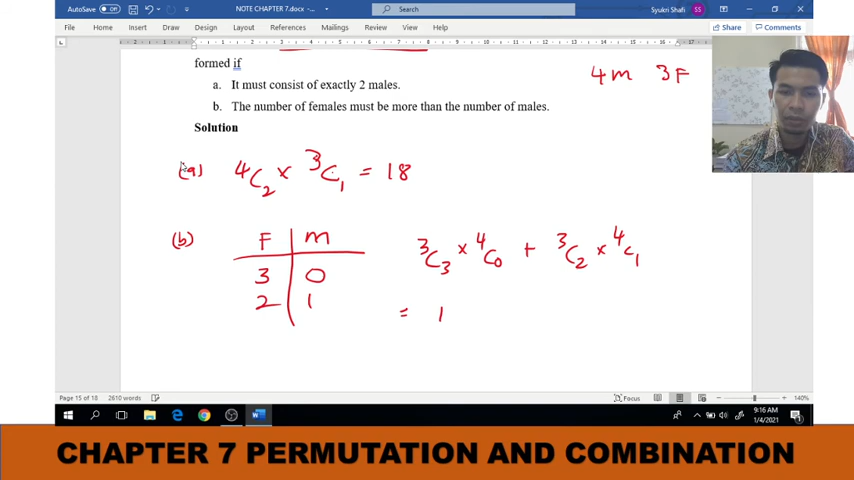 AutoSave Off NOTE CHAPTER 7.docx... Search Syukri Shafi SS
File Home Insert Draw Design Layout References Mailings Review View Help Share Comments
formed if
4m 3F
a. It must consist of exactly 2 males.
b. The number of females must be more than the number of males.
Solution
(a) ⁴C₂ × ³C₁ = 18
(b) F M ³C₃ × ⁴C₀ + ³C₂ × ⁴C₁
3 0
2 1
= 1
Page 15 of 18 2610 words Focus 140%
9:16 AM
1/4/2021
CHAPTER 7 PERMUTATION AND COMBINATION